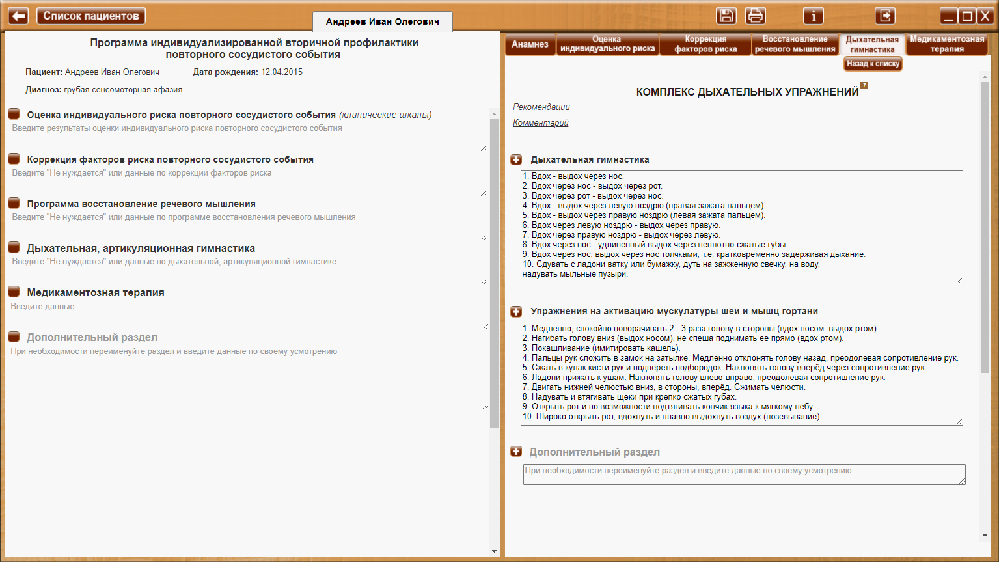 Список пациентов
Андреев Иван Олегович
Программа индивидуализированной вторичной профилактики
повторного сосудистого события
Пациент: Андреев Иван Олегович Дата рождения: 12.04.2015
Диагноз: грубая сенсомоторная афазия
Оценка индивидуального риска повторного сосудистого события (клинические шкалы)
Введите результаты оценки индивидуального риска повторного сосудистого события
Коррекция факторов риска повторного сосудистого события
Введите "Не нуждается" или данные по коррекции факторов риска
Программа восстановление речевого мышления
Введите "Не нуждается" или данные по программе восстановления речевого мышления
Дыхательная, артикуляционная гимнастика
Введите "Не нуждается" или данные по дыхательной, артикуляционной гимнастике
Медикаментозная терапия
Введите данные
Дополнительный раздел
При необходимости переименуйте раздел и введите данные по своему усмотрению
Анамнез
Оценка
индивидуального риска
Коррекция
факторов риска
Восстановление
речевого мышления
Дыхательная
гимнастика
Медикаментозная
терапия
Назад к списку
КОМПЛЕКС ДЫХАТЕЛЬНЫХ УПРАЖНЕНИЙ 7
Рекомендации
Комментарий
Дыхательная гимнастика
1. Вдох - выдох через нос.
2. Вдох через нос - выдох через рот.
3. Вдох через рот - выдох через нос.
4. Вдох - выдох через левую ноздрю (правая зажата пальцем).
5. Вдох - выдох через правую ноздрю (левая зажата пальцем).
6. Вдох через левую ноздрю - выдох через правую.
7. Вдох через правую ноздрю - выдох через левую.
8. Вдох через нос - удлиненный выдох через неплотно сжатые губы
9. Вдох через нос, выдох через нос толчками, т.е. кратковременно задерживая дыхание.
10. Сдувать с ладони ватку или бумажку, дуть на зажженную свечку, на воду,
надувать мыльные пузыри.
Упражнения на активацию мускулатуры шеи и мышц гортани
1. Медленно, спокойно поворачивать 2 - 3 раза голову в стороны (вдох носом. выдох ртом).
2. Нагибать голову вниз (выдох носом), не спеша поднимать ее прямо (вдох ртом).
3. Покашливание (имитировать кашель).
4. Пальцы рук сложить в замок на затылке. Медленно отклонять голову назад, преодолевая сопротивление рук.
5. Сжать в кулак кисти рук и подпереть подбородок. Наклонять голову вперёд через сопротивление рук.
6. Ладони прижать к ушам. Наклонять голову влево-вправо, преодолевая сопротивление рук.
7. Двигать нижней челюстью вниз, в стороны, вперёд. Сжимать челюсти.
8. Надувать и втягивать щёки при крепко сжатых губах.
9. Открыть рот и по возможности подтягивать кончик языка к мягкому нёбу.
10. Широко открыть рот, вдохнуть и плавно выдохнуть воздух (позевывание).
Дополнительный раздел
При необходимости переименуйте раздел и введите данные по своему усмотрению